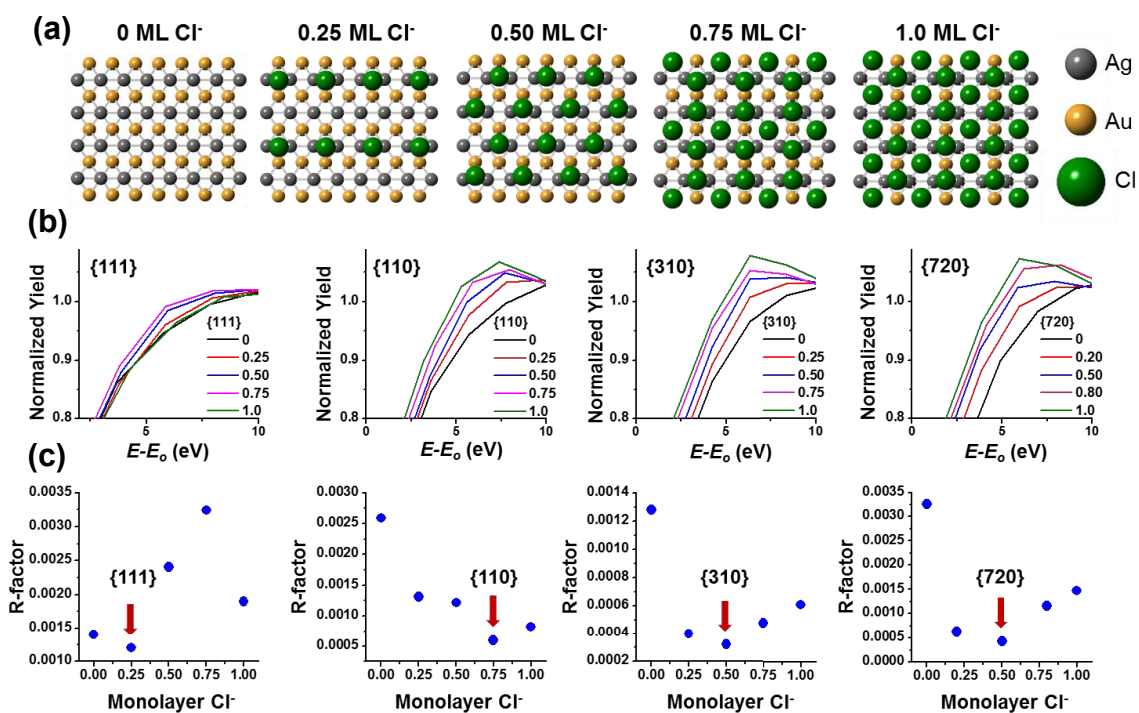 (a)
0 ML Cl⁻ 0.25 ML Cl⁻ 0.50 ML Cl⁻ 0.75 ML Cl⁻ 1.0 ML Cl⁻
Ag
Au
Cl
(b)
Normalized Yield
1.0
0.9
0.8
{111}
{111}
0
0.25
0.50
0.75
1.0
5 10
E-Eₒ (eV)
Normalized Yield
1.0
0.9
0.8
{110}
{110}
0
0.25
0.50
0.75
1.0
0 5 10
E-Eₒ (eV)
Normalized Yield
1.0
0.9
0.8
{310}
{310}
0
0.25
0.50
0.75
1.0
0 5 10
E-Eₒ (eV)
Normalized Yield
1.0
0.9
0.8
{720}
{720}
0
0.20
0.50
0.80
1.0
0 5 10
E-Eₒ (eV)
(c)
R-factor
0.0035
0.0030
0.0025
0.0020
0.0015
0.0010
{111}
0.00 0.25 0.50 0.75 1.00
Monolayer Cl⁻
R-factor
0.0030
0.0025
0.0020
0.0015
0.0010
0.0005
{110}
0.00 0.25 0.50 0.75 1.00
Monolayer Cl⁻
R-factor
0.0014
0.0012
0.0010
0.0008
0.0006
0.0004
0.0002
{310}
0.00 0.25 0.50 0.75 1.00
Monolayer Cl⁻
R-factor
0.0035
0.0030
0.0025
0.0020
0.0015
0.0010
0.0005
0.0000
{720}
0.00 0.25 0.50 0.75 1.00
Monolayer Cl⁻